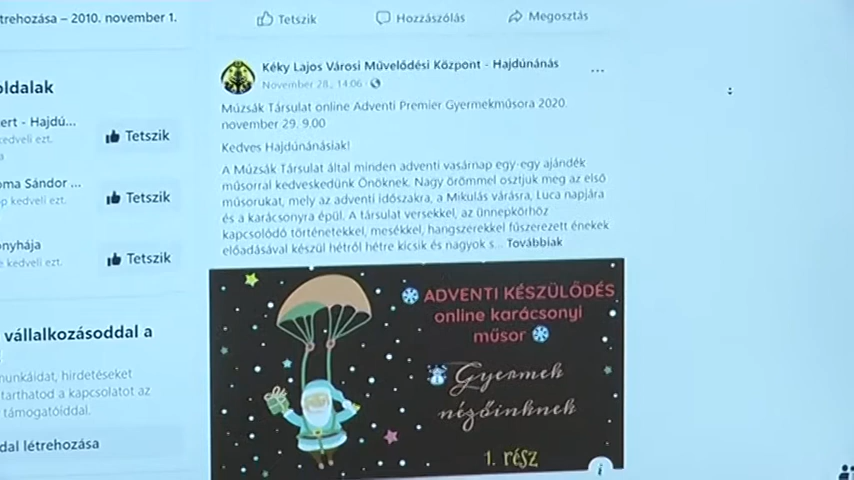 trehozása – 2010. november 1.
oldalak
ert - Hajdú...
kedveli ezt.
a
Tetszik
oma Sándor ...
p kedveli ezt.
Tetszik
onyhája
e kedveli ezt.
Tetszik
vállalkozásoddal a
munkáidat, hirdetéseket
tarthatod a kapcsolatot az
támogatóiddal.
dal létrehozása
Tetszik
Hozzászólás
Megosztás
Kéky Lajos Városi Művelődési Központ - Hajdúnánás
November 28., 14:06 ·
Múzsák Társulat online Adventi Premier Gyermekműsora 2020.
november 29. 9.00
Kedves Hajdúnánásiak!
A Múzsák Társulat által minden adventi vasárnap egy-egy ajándék
műsorral kedveskedünk Önöknek. Nagy örömmel osztjuk meg az első
műsorukat, mely az adventi időszakra, a Mikulás várásra, Luca napjára
és a karácsonyra épül. A társulat versekkel, az ünnepkörhöz
kapcsolódó történetekkel, mesékkel, hangszerekkel fűszerezett énekek
előadásával készül hétről hétre kicsik és nagyok s... Továbbiak
ADVENTI KÉSZÜLŐDÉS
online karácsonyi
műsor
Gyermek
nézőinknek
1. rész